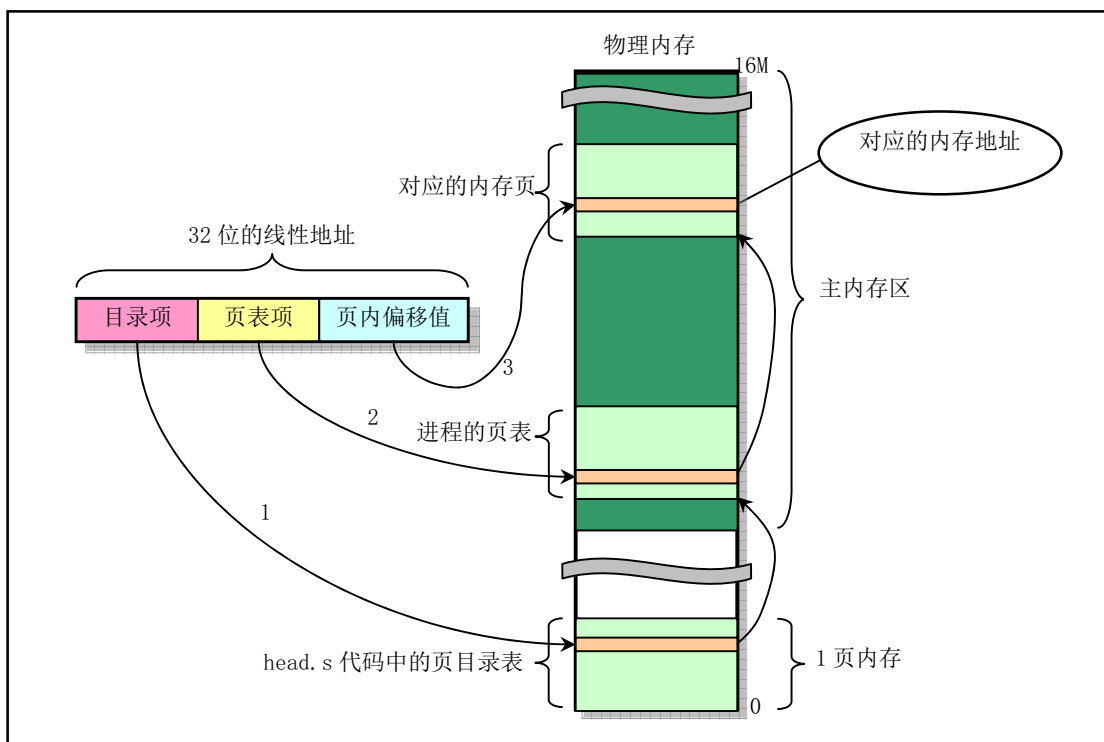 物理内存
16M
对应的内存地址
对应的内存页
32 位的线性地址
主内存区
目录项 页表项 页内偏移值
3
2
进程的页表
1
head.s 代码中的页目录表
1 页内存
0